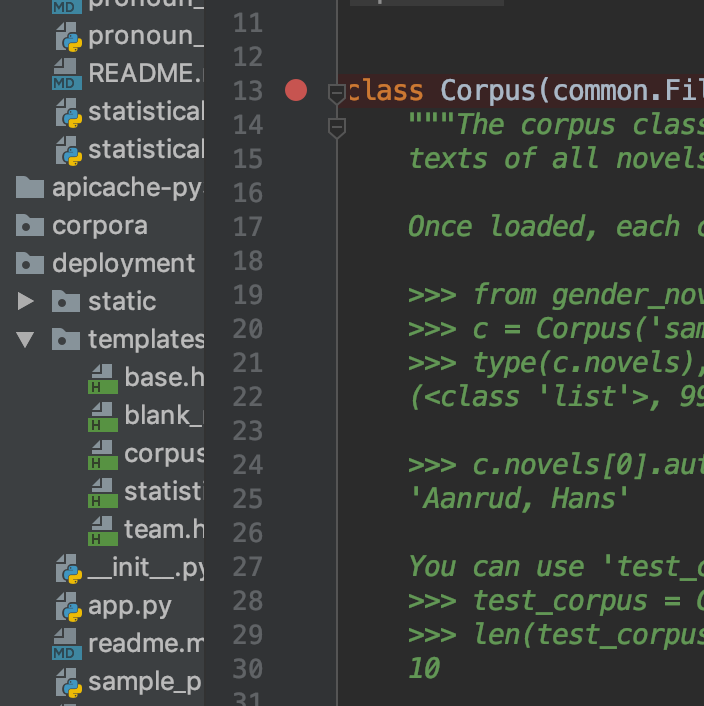 pronoun_
MD
pronoun_
README.
MD
statistical
statistical
apicache-py
corpora
deployment
static
templates
base.h
H
blank_
H
corpus
H
statisti
H
team.h
H
__init__.py
app.py
readme.m
MD
sample_p
11
12
13 class Corpus(common.Fil
14 """The corpus class
15 texts of all novels
16
17 Once loaded, each c
18
19 >>> from gender_nov
20 >>> c = Corpus('sam
21 >>> type(c.novels),
22 (<class 'list'>, 99
23
24 >>> c.novels[0].aut
25 'Aanrud, Hans'
26
27 You can use 'test_c
28 >>> test_corpus = C
29 >>> len(test_corpus
30 10
31